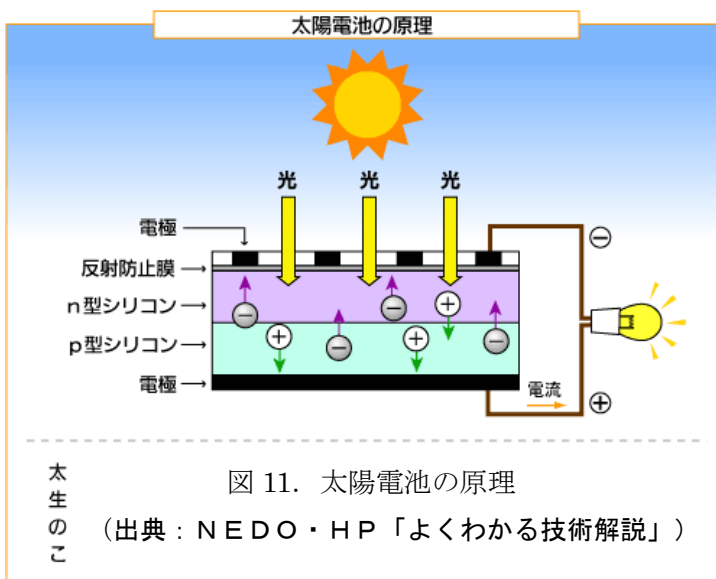 太陽電池の原理
光 光 光
電極
反射防止膜
n型シリコン
p型シリコン
電極
電流
太
生
の
こ
図 11. 太陽電池の原理
(出典：ＮＥＤＯ・ＨＰ「よくわかる技術解説」)